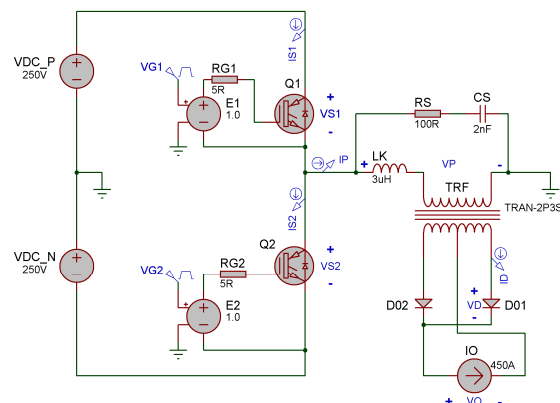 IS1
VDC_P
250V
VG1
RG1
5R
Q1
E1
1.0
+
VS1
-
RS
100R
CS
2nF
IP
+
LK
3uH
VP
-
TRF
TRAN-2P3S
IS2
VDC_N
250V
VG2
RG2
5R
Q2
E2
1.0
+
VS2
-
ID
D02
+
VD
-
D01
IO
450A
+
VO
-